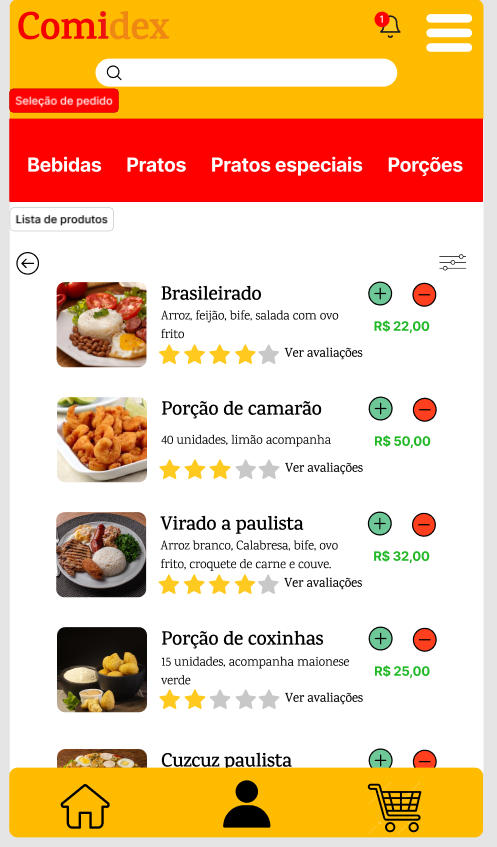 Comidex
1
Seleção de pedido
Bebidas Pratos Pratos especiais Porções
Lista de produtos
Brasileirado
Arroz, feijão, bife, salada com ovo
frito
R$ 22,00
Ver avaliações
Porção de camarão
40 unidades, limão acompanha
R$ 50,00
Ver avaliações
Virado a paulista
Arroz branco, Calabresa, bife, ovo
frito, croquete de carne e couve.
R$ 32,00
Ver avaliações
Porção de coxinhas
15 unidades, acompanha maionese
verde
R$ 25,00
Ver avaliações
Cuzcuz paulista